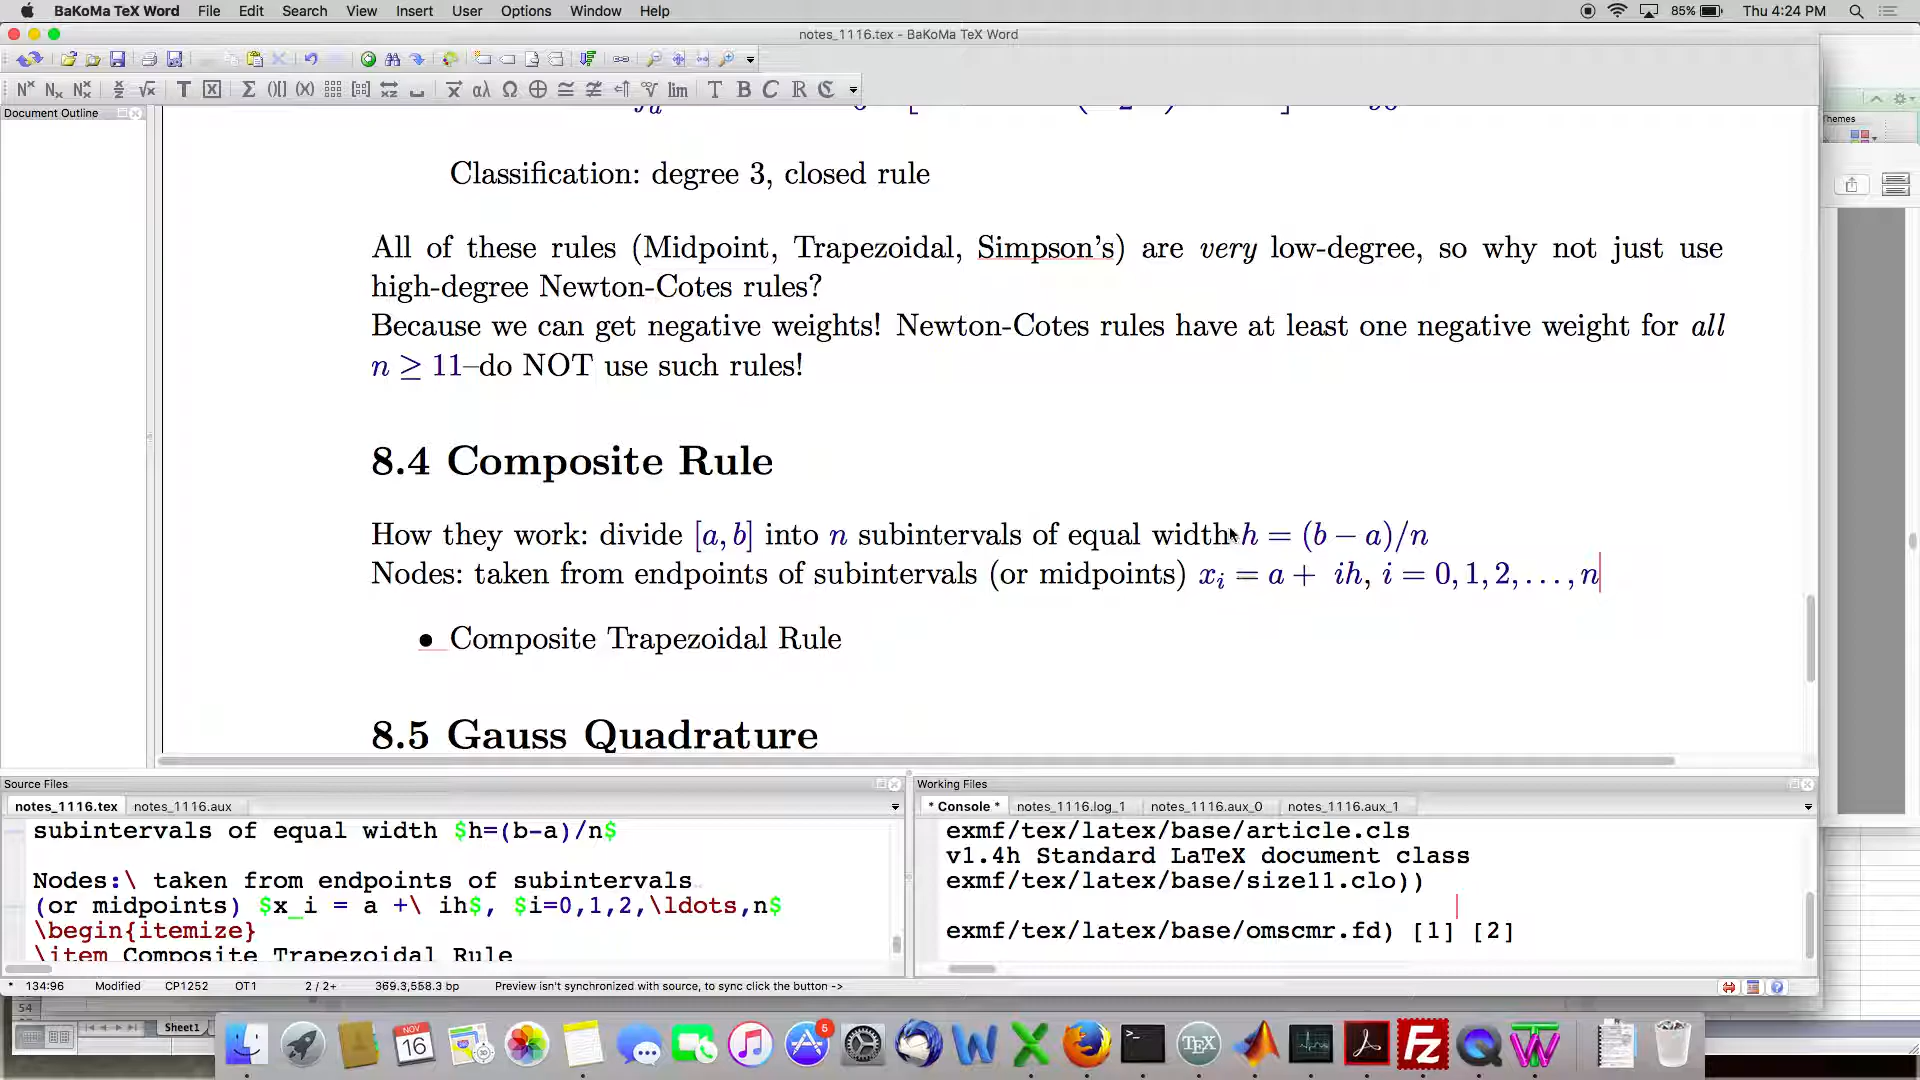 BaKoMa TeX Word File Edit Search View Insert User Options Window Help 85% Thu 4:24 PM
notes_1116.tex - BaKoMa TeX Word
Document Outline
Themes
Classification: degree 3, closed rule
All of these rules (Midpoint, Trapezoidal, Simpson's) are very low-degree, so why not just use
high-degree Newton-Cotes rules?
Because we can get negative weights! Newton-Cotes rules have at least one negative weight for all
n ≥ 11–do NOT use such rules!
8.4 Composite Rule
How they work: divide [a, b] into n subintervals of equal width h = (b − a)/n
Nodes: taken from endpoints of subintervals (or midpoints) x_i = a + ih, i = 0, 1, 2, . . . , n
• Composite Trapezoidal Rule
8.5 Gauss Quadrature
Source Files
notes_1116.tex notes_1116.aux
subintervals of equal width $h=(b-a)/n$
Nodes:\ taken from endpoints of subintervals
(or midpoints) $x_i = a +\ ih$, $i=0,1,2,\ldots,n$
\begin{itemize}
\item Composite Trapezoidal Rule
Working Files
* Console * notes_1116.log_1 notes_1116.aux_0 notes_1116.aux_1
exmf/tex/latex/base/article.cls
v1.4h Standard LaTeX document class
exmf/tex/latex/base/size11.clo))
exmf/tex/latex/base/omscmr.fd) [1] [2]
* 134:96 Modified CP1252 OT1 2 / 2+ 369.3,558.3 bp Preview isn't synchronized with source, to sync click the button ->
54
Sheet1
NOV
16
5
TEX